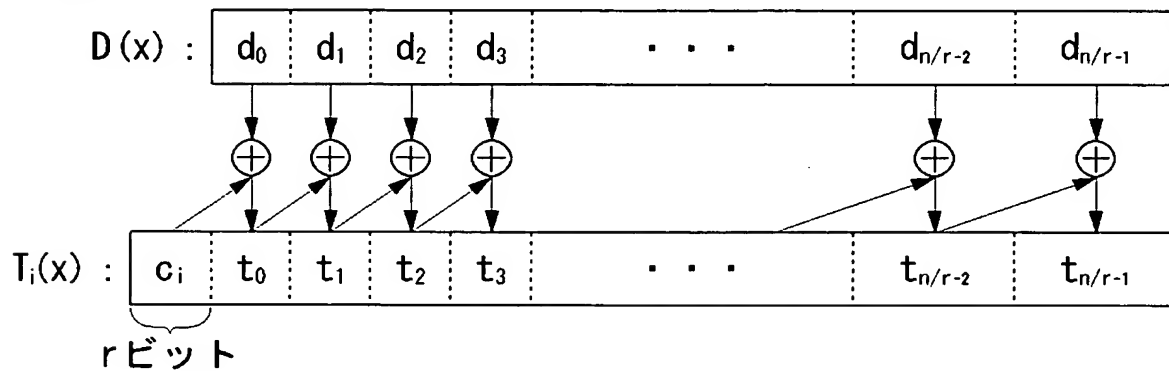 D(x) : d₀ d₁ d₂ d₃ ・・・ dₙ/ᵣ₋₂ dₙ/ᵣ₋₁
Tᵢ(x) : cᵢ t₀ t₁ t₂ t₃ ・・・ tₙ/ᵣ₋₂ tₙ/ᵣ₋₁
rビット